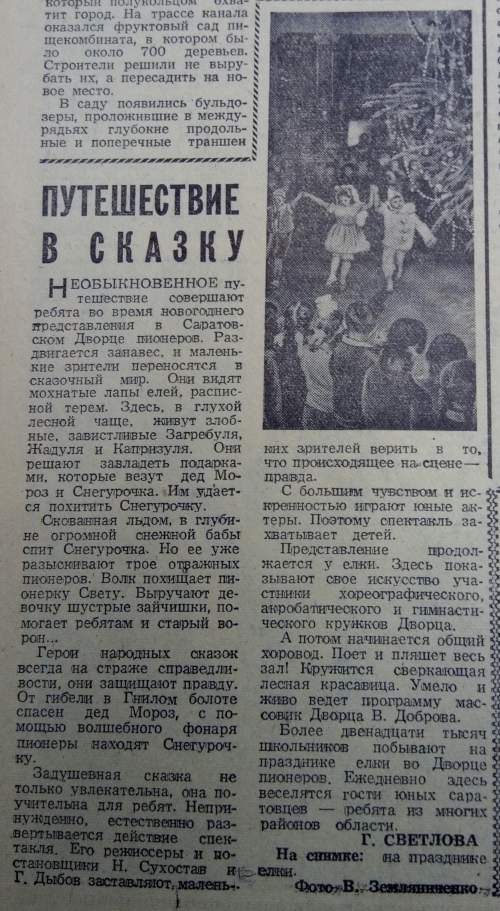 который полукольцом охва-
тит город. На трассе канала
оказался фруктовый сад пи-
щекомбината, в котором бы-
ло около 700 деревьев.
Строители решили не выру-
бать их, а пересадить на но-
вое место.
В саду появились бульдо-
зеры, проложившие в между-
рядьях глубокие продоль-
ные и поперечные траншеи
ПУТЕШЕСТВИЕ
В СКАЗКУ
НЕОБЫКНОВЕННОЕ пу-
тешествие совершают
ребята во время новогоднего
представления в Саратов-
ском Дворце пионеров. Раз-
двигается занавес, и малень-
кие зрители переносятся в
сказочный мир. Они видят
мохнатые лапы елей, распис-
ной терем. Здесь, в глухой
лесной чаще, живут злоб-
ные, завистливые Загребуля,
Жадуля и Капризуля. Они
решают завладеть подарка-
ми, которые везут дед Мо-
роз и Снегурочка. Им удает-
ся похитить Снегурочку.
Скованная льдом, в глуби-
не огромной снежной бабы
спит Снегурочка. Но ее уже
разыскивают трое отважных
пионеров. Волк похищает пи-
онерку Свету. Выручают де-
вочку шустрые зайчишки, по-
могает ребятам и старый во-
рон...
Герои народных сказок
всегда на страже справедли-
вости, они защищают правду.
От гибели в Гнилом болоте
спасен дед Мороз, с по-
мощью волшебного фонаря
пионеры находят Снегуроч-
ку.
Задушевная сказка не
только увлекательна, она по-
учительна для ребят. Непри-
нужденно, естественно раз-
вертывается действие спек-
такля. Его режиссеры и по-
становщики Н. Сухостав и
Г. Дыбов заставляют малень-
ких зрителей верить в то,
что происходящее на сцене —
правда.
С большим чувством и ис-
кренностью играют юные ак-
теры. Поэтому спектакль за-
хватывает детей.
Представление продол-
жается у елки. Здесь пока-
зывают свое искусство уча-
стники хореографического,
акробатического и гимнасти-
ческого кружков Дворца.
А потом начинается общий
хоровод. Поет и пляшет весь
зал! Кружится сверкающая
лесная красавица. Умело и
живо ведет программу мас-
совик Дворца В. Доброва.
Более двенадцати тысяч
школьников побывают на
празднике елки во Дворце
пионеров. Ежедневно здесь
веселятся гости юных сара-
товцев — ребята из многих
районов области.
Г. СВЕТЛОВА
На снимке: на празднике
елки.
Фото В. Земляниченко.